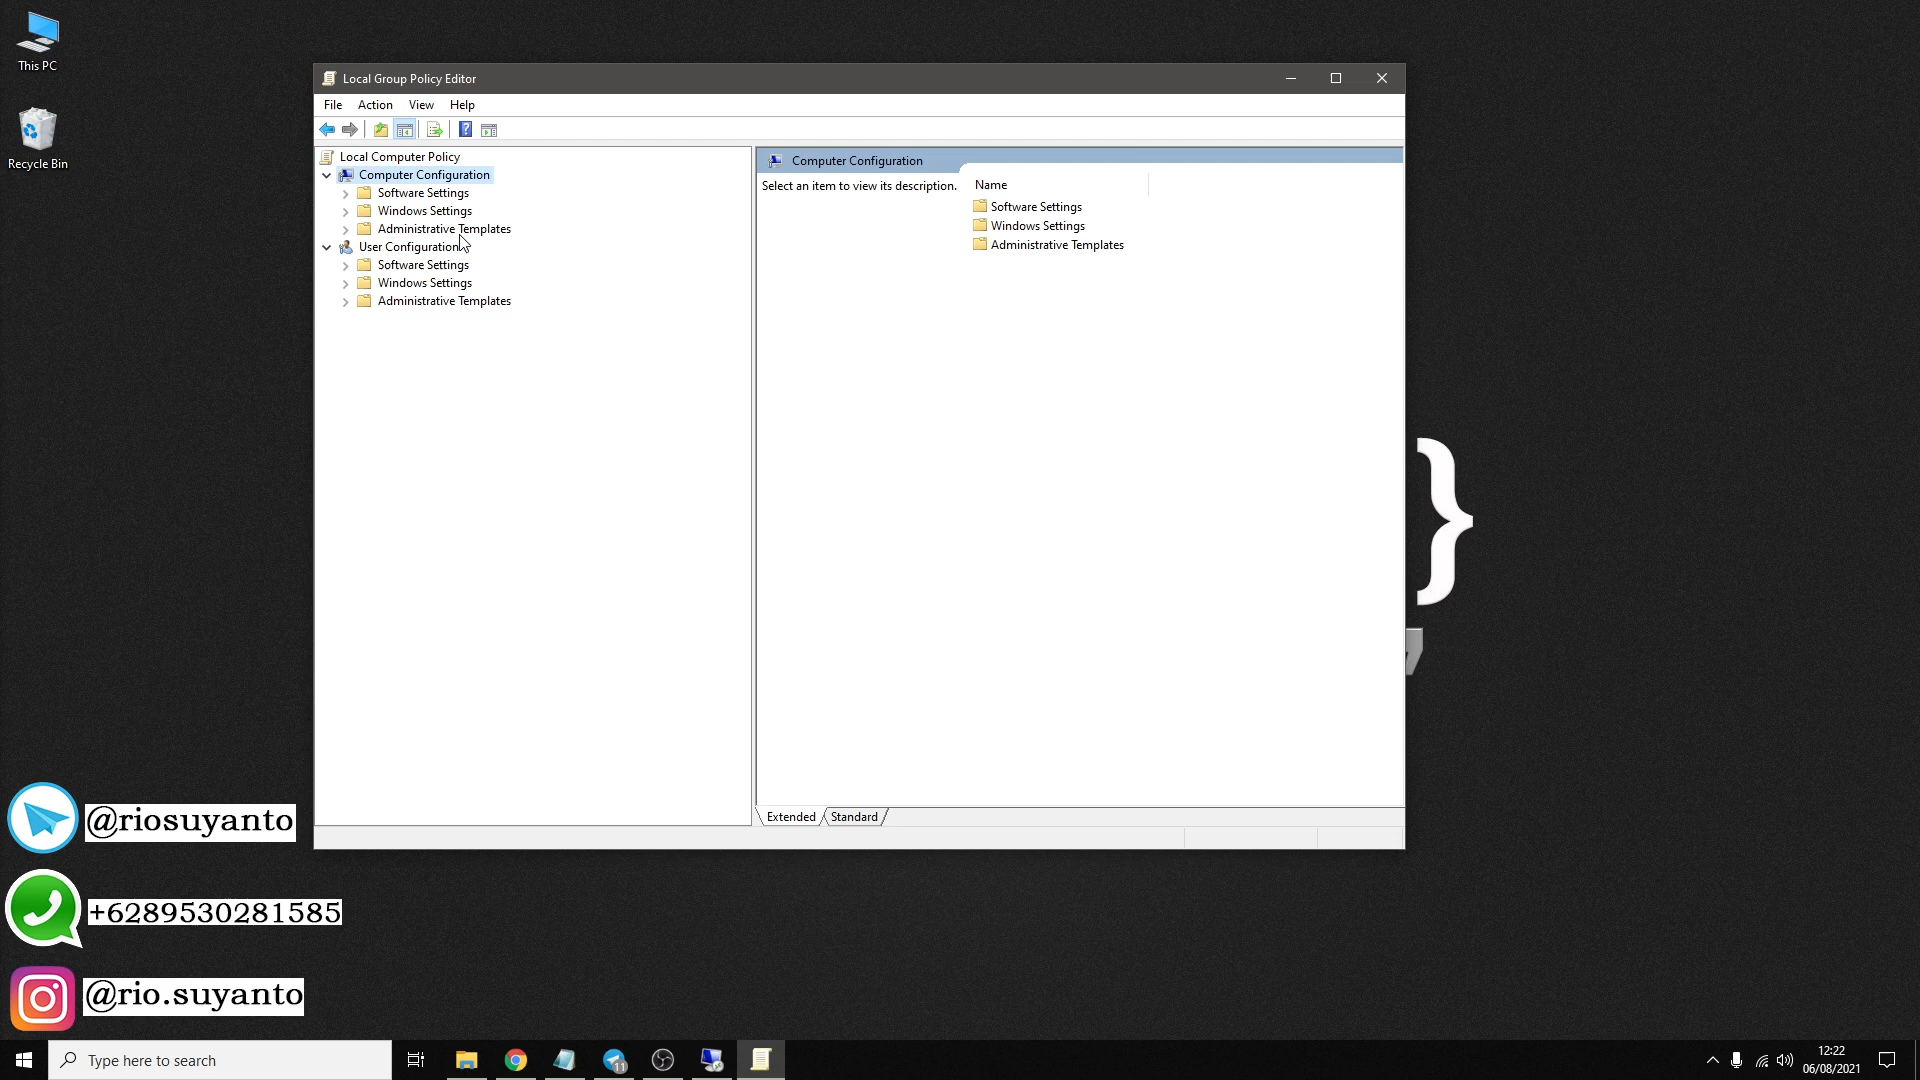 This PC
Recycle Bin
Local Group Policy Editor
File Action View Help
Local Computer Policy
Computer Configuration
Software Settings
Windows Settings
Administrative Templates
User Configuration
Software Settings
Windows Settings
Administrative Templates
Computer Configuration
Select an item to view its description.
Name
Software Settings
Windows Settings
Administrative Templates
Extended Standard
}
@riosuyanto
+6289530281585
@rio.suyanto
Type here to search
11
12:22
06/08/2021